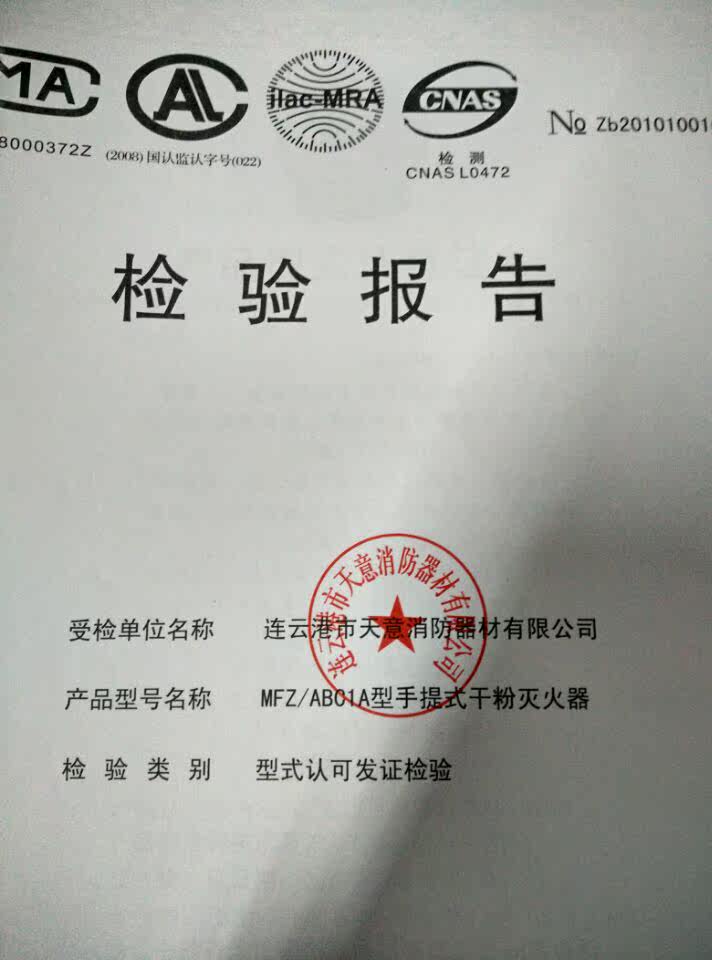 MA
AL
ilac-MRA
CNAS
8000372Z
(2008)国认监认字号(022)
检 测
CNAS L0472
No Zb20101001
检验报告
连云港市天意消防器材有限公司
受检单位名称 连云港市天意消防器材有限公司
产品型号名称 MFZ/ABC1A型手提式干粉灭火器
检验类别 型式认可发证检验